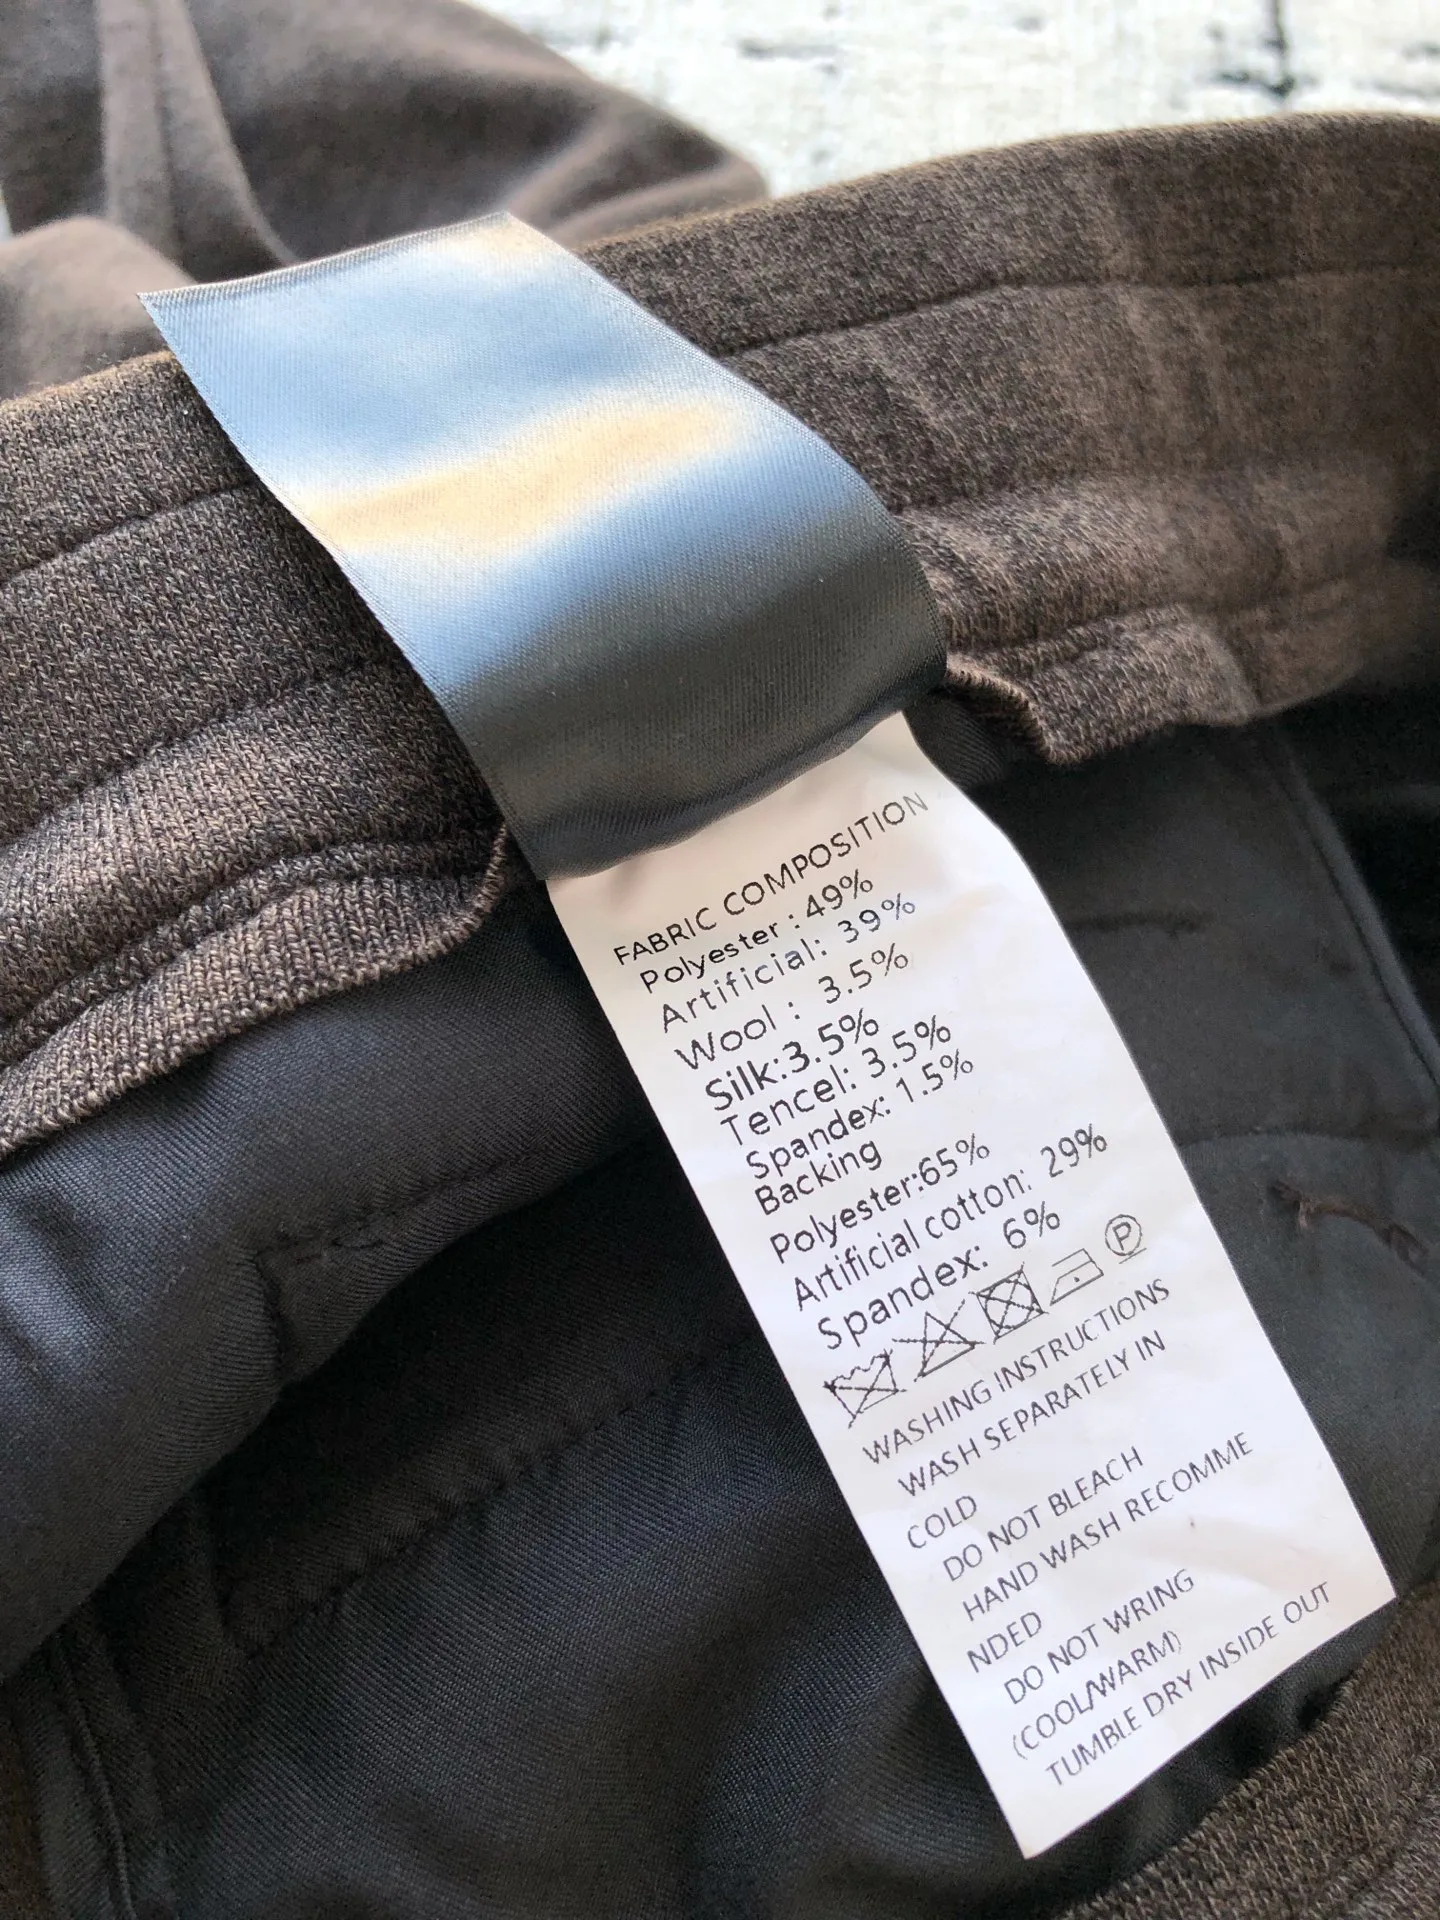 FABRIC COMPOSITION
Polyester : 49%
Artificial: 39%
Wool : 3.5%
Silk:3.5%
Tencel: 3.5%
Spandex: 1.5%
Backing
Polyester:65%
Artificial cotton: 29%
Spandex: 6%
P
WASHING INSTRUCTIONS
WASH SEPARATELY IN
COLD
DO NOT BLEACH
HAND WASH RECOMME
NDED
DO NOT WRING
(COOL/WARM)
TUMBLE DRY INSIDE OUT